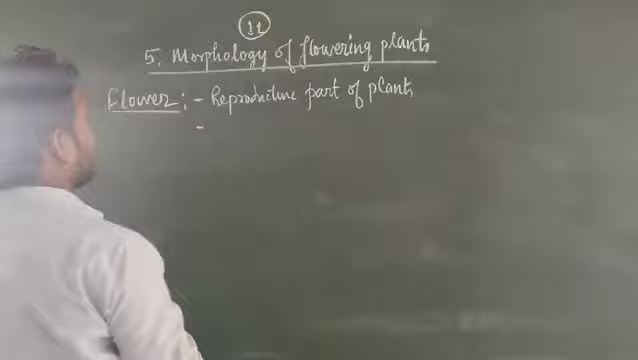 11
5. Morphology of flowering plants
Flower : - Reproductive part of plants
-